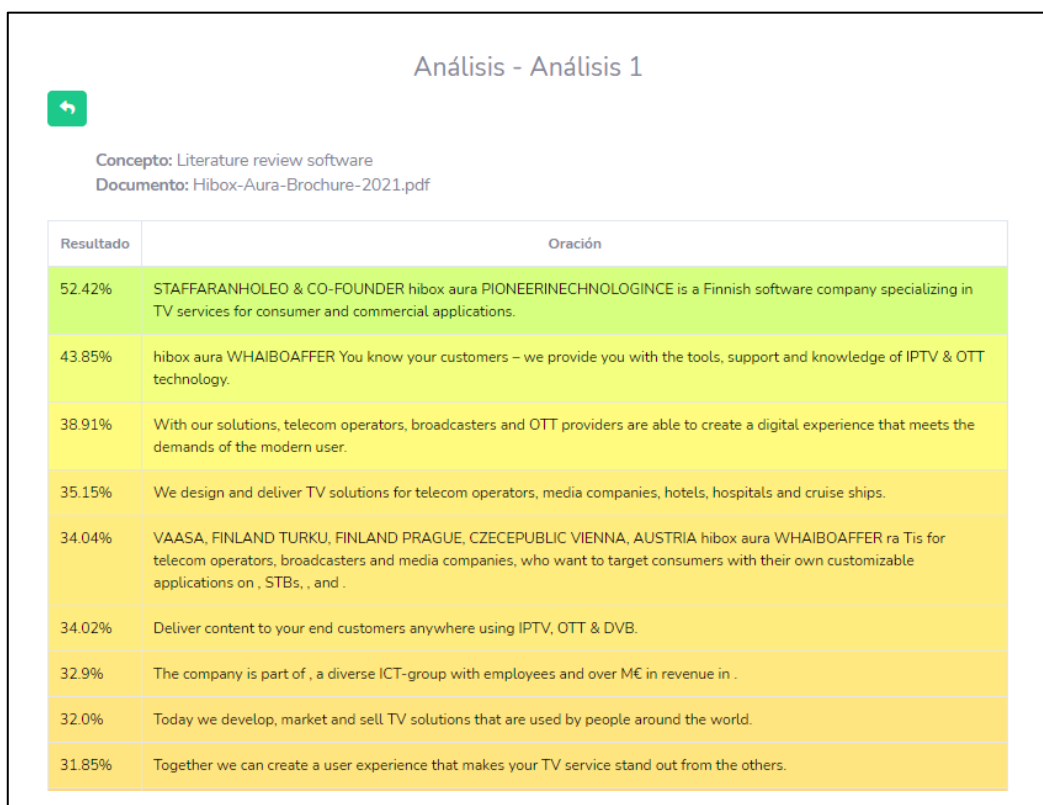 Análisis - Análisis 1
Concepto: Literature review software
Documento: Hibox-Aura-Brochure-2021.pdf
Resultado Oración
52.42% STAFFARANHOLEO & CO-FOUNDER hibox aura PIONEERINECHNOLOGINCE is a Finnish software company specializing in
TV services for consumer and commercial applications.
43.85% hibox aura WHAIBOAFFER You know your customers – we provide you with the tools, support and knowledge of IPTV & OTT
technology.
38.91% With our solutions, telecom operators, broadcasters and OTT providers are able to create a digital experience that meets the
demands of the modern user.
35.15% We design and deliver TV solutions for telecom operators, media companies, hotels, hospitals and cruise ships.
34.04% VAASA, FINLAND TURKU, FINLAND PRAGUE, CZECEPUBLIC VIENNA, AUSTRIA hibox aura WHAIBOAFFER ra Tis for
telecom operators, broadcasters and media companies, who want to target consumers with their own customizable
applications on , STBs, , and .
34.02% Deliver content to your end customers anywhere using IPTV, OTT & DVB.
32.9% The company is part of , a diverse ICT-group with employees and over M€ in revenue in .
32.0% Today we develop, market and sell TV solutions that are used by people around the world.
31.85% Together we can create a user experience that makes your TV service stand out from the others.